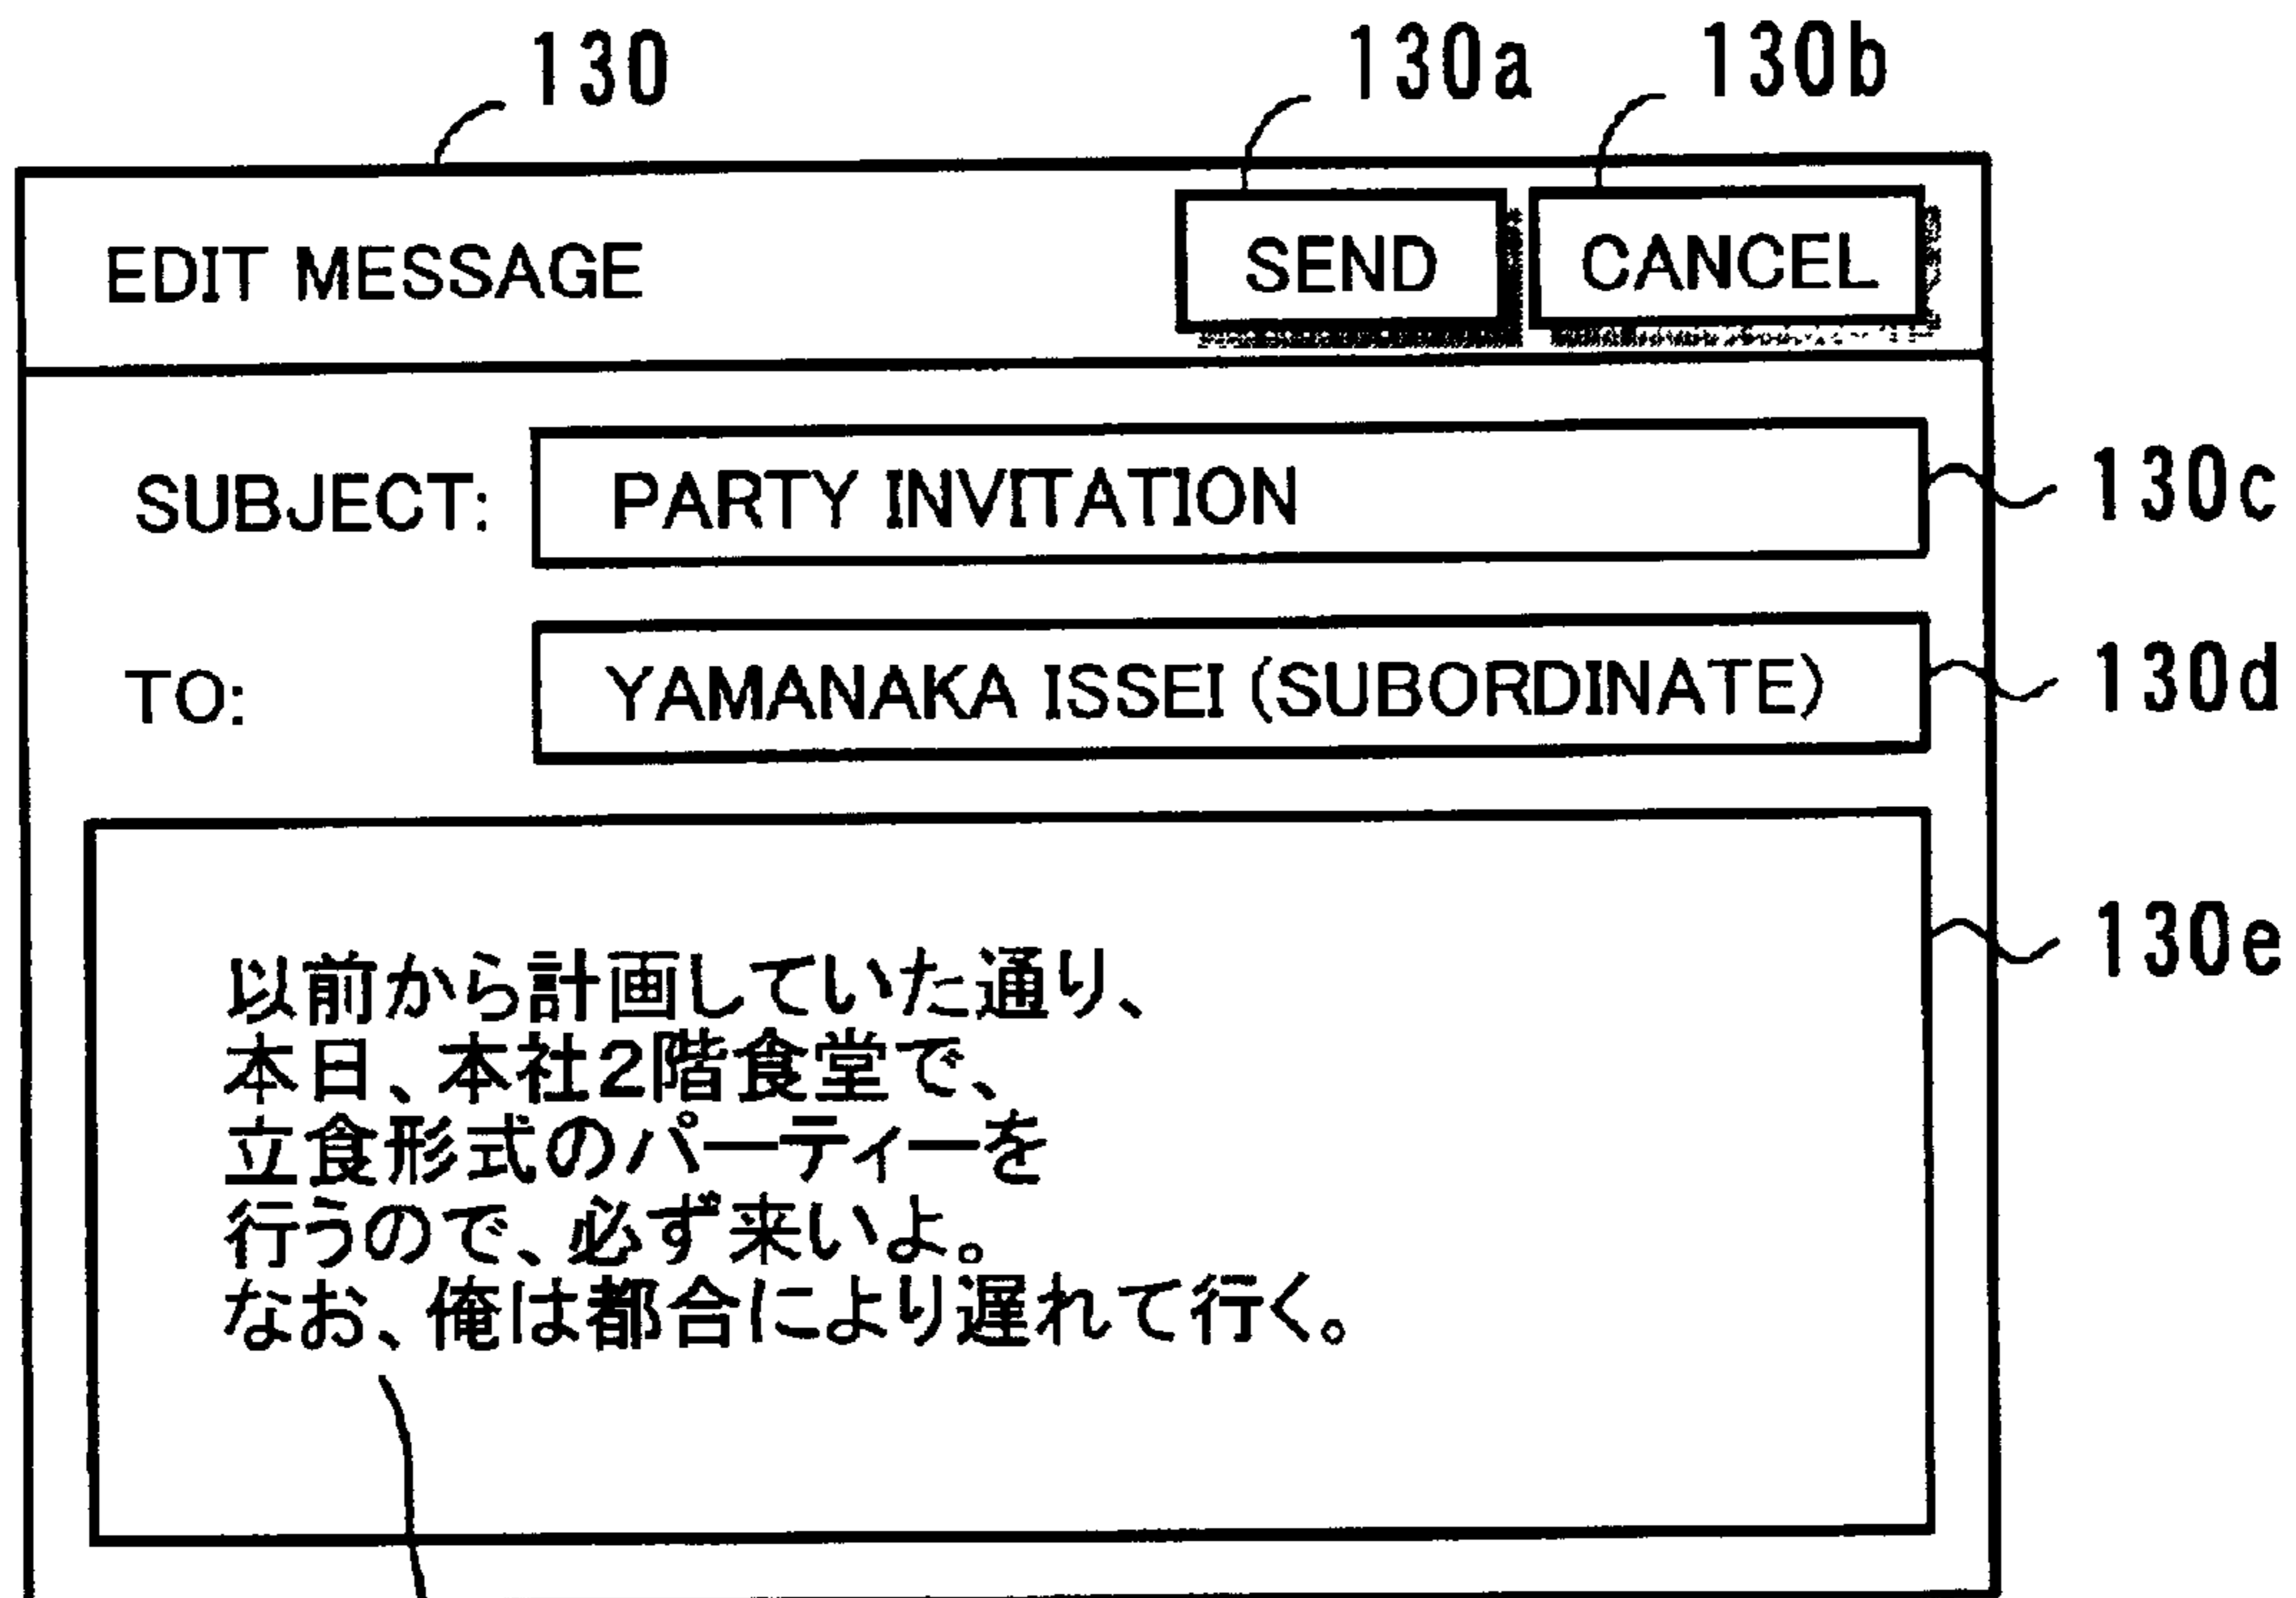 130
130a
130b
EDIT MESSAGE
SEND
CANCEL
SUBJECT:
PARTY INVITATION
130c
TO:
YAMANAKA ISSEI (SUBORDINATE)
130d
130e
以前から計画していた通り、
本日、本社2階食堂で、
立食形式のパーティーを
行うので、必ず来いよ。
なお、俺は都合により遅れて行く。